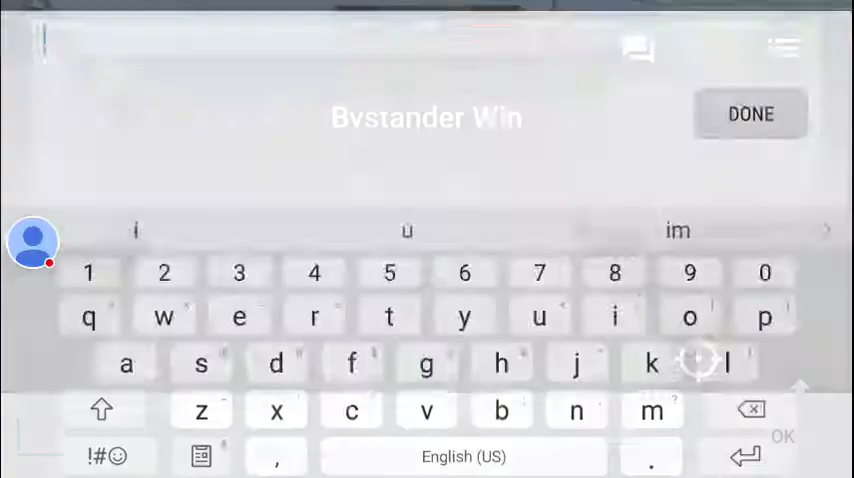 Bystander Win
DONE
i u im
1 2 3 4 5 6 7 8 9 0
q w e r t y u i o p
a s d f g h j k l
z x c v b n m
OK
!#☺ , English (US) .